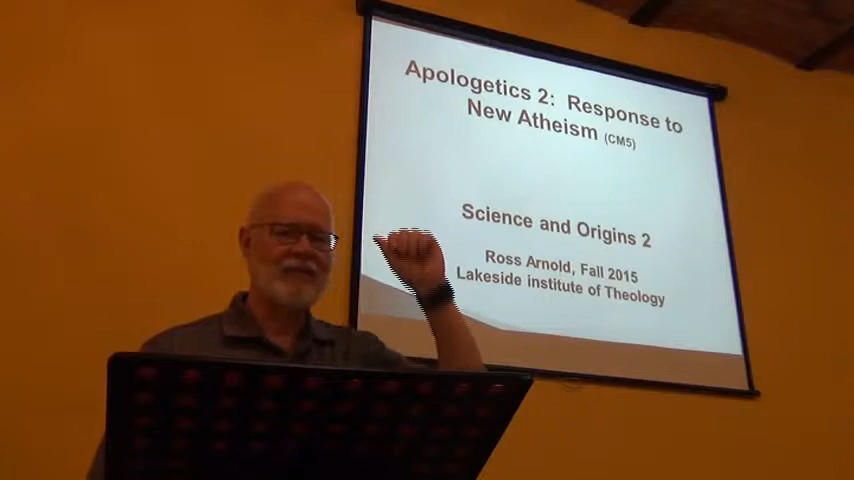 Apologetics 2: Response to
New Atheism (CM5)
Science and Origins 2
Ross Arnold, Fall 2015
Lakeside institute of Theology